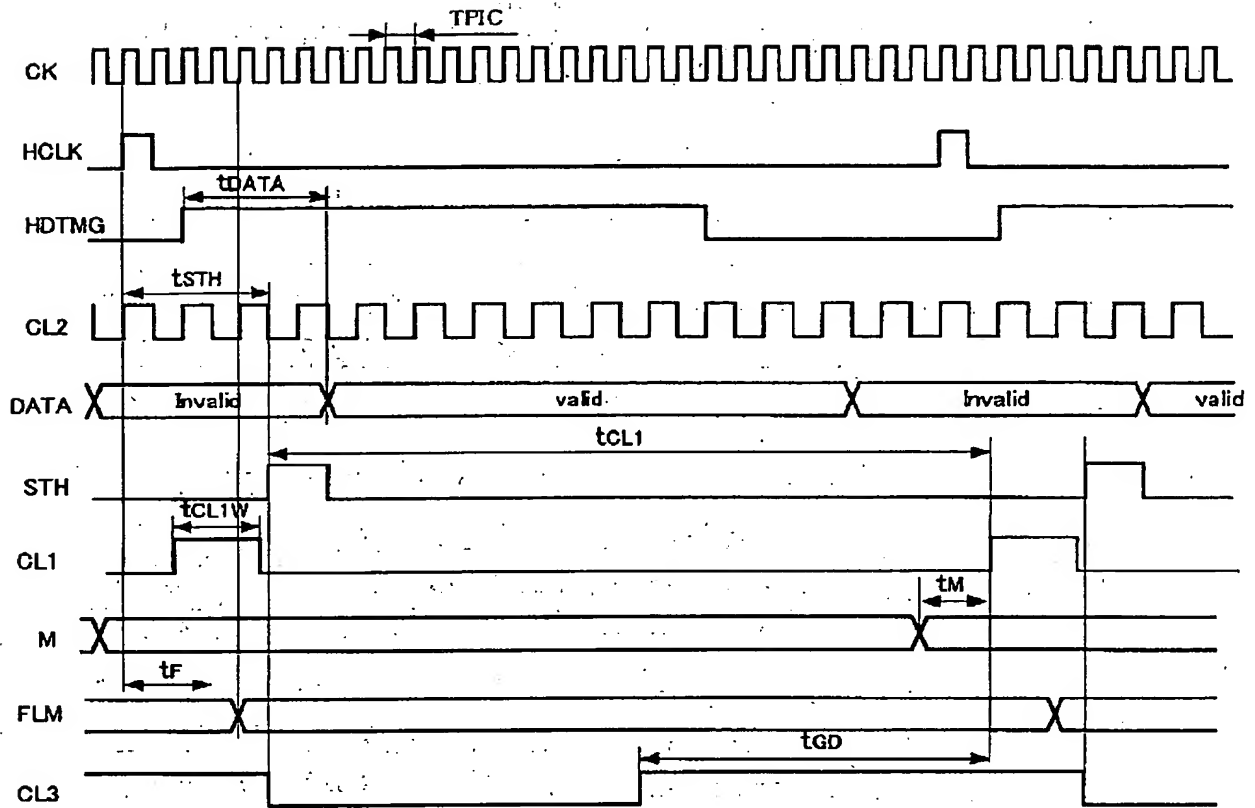 TPIC
CK
HCLK
tDATA
HDTMG
tSTH
CL2
DATA Invalid valid Invalid valid
tCL1
STH
tCL1W
CL1
tM
M
tF
FLM
tGD
CL3